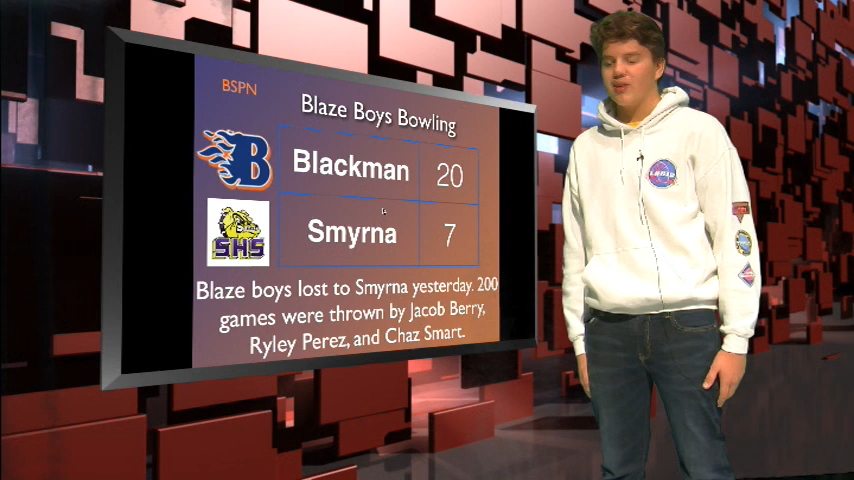 BSPN
Blaze Boys Bowling
B
Blackman 20
SHS
Smyrna 7
Blaze boys lost to Smyrna yesterday. 200
games were thrown by Jacob Berry,
Ryley Perez, and Chaz Smart.